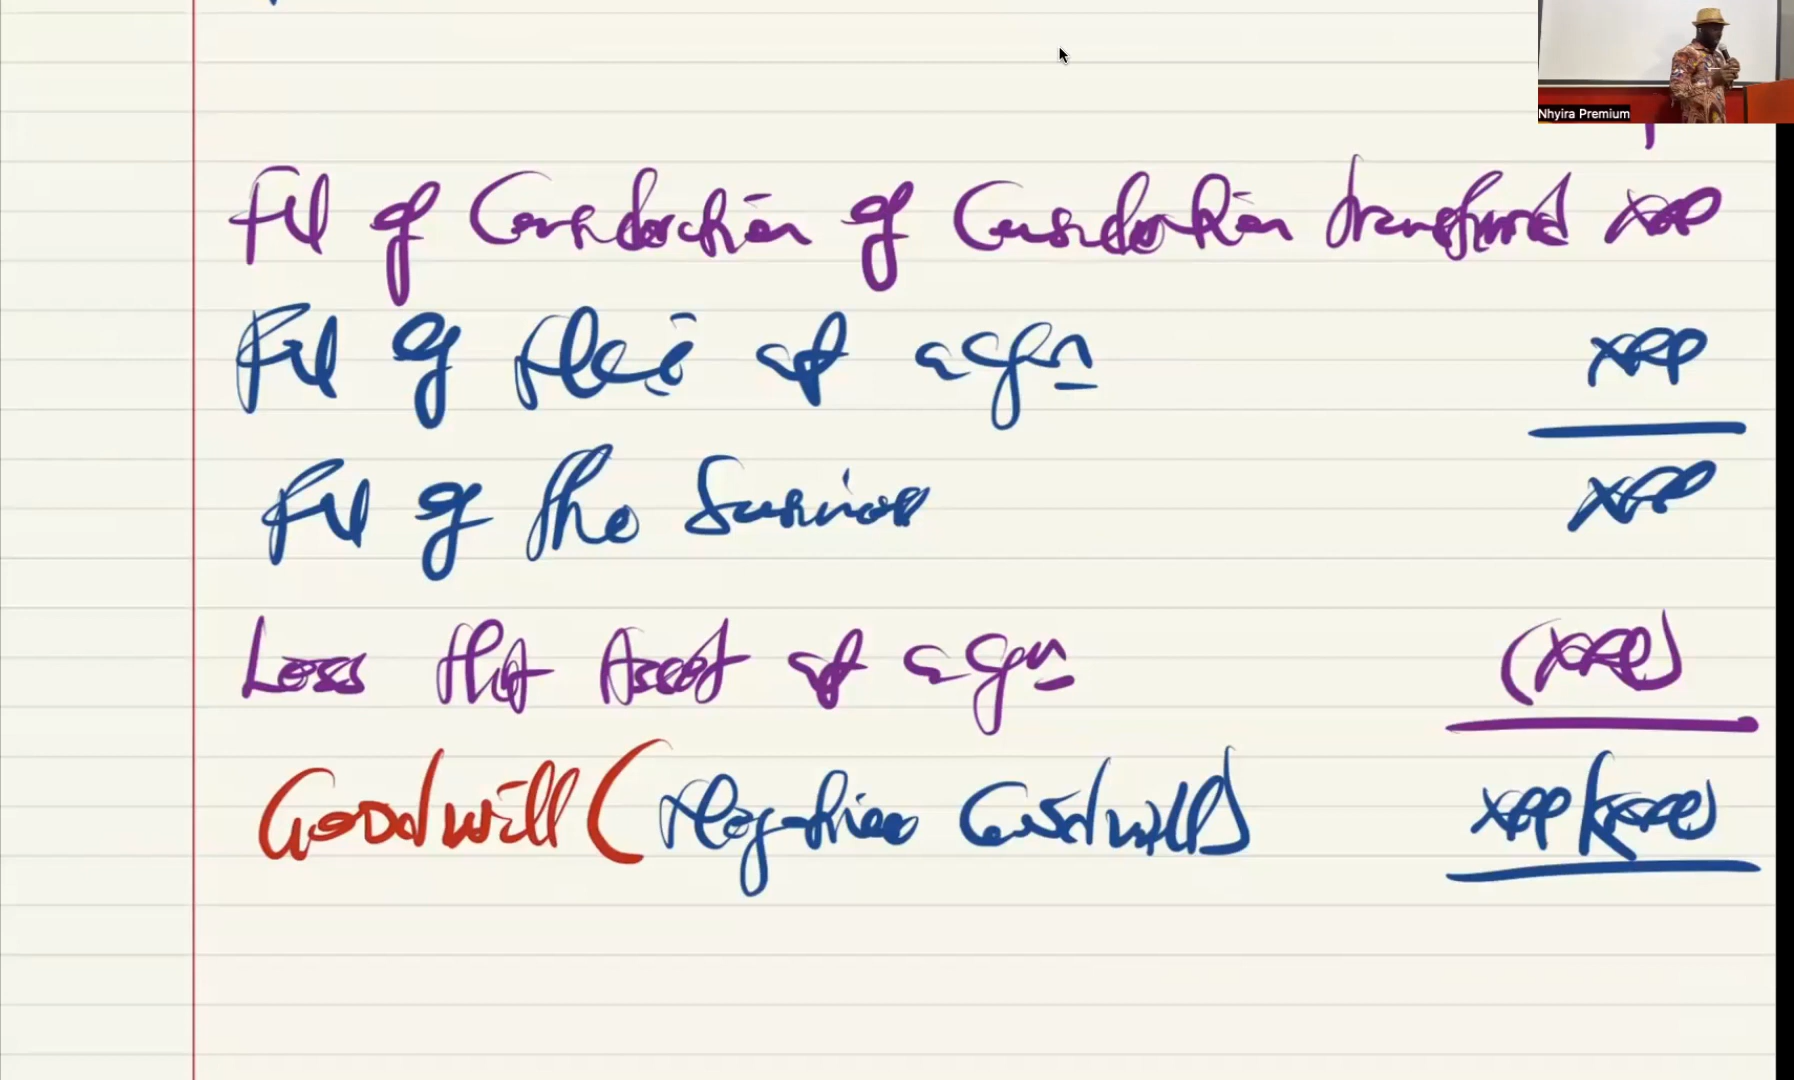 Nhyira Premium
FV of Consideration of Consideration transferred xxx
FV of NCI at acqn xxx
FV of the Business xxx
Less Net Asset at acqn (xxx)
Goodwill (Negative Goodwill) xxx/(xxx)